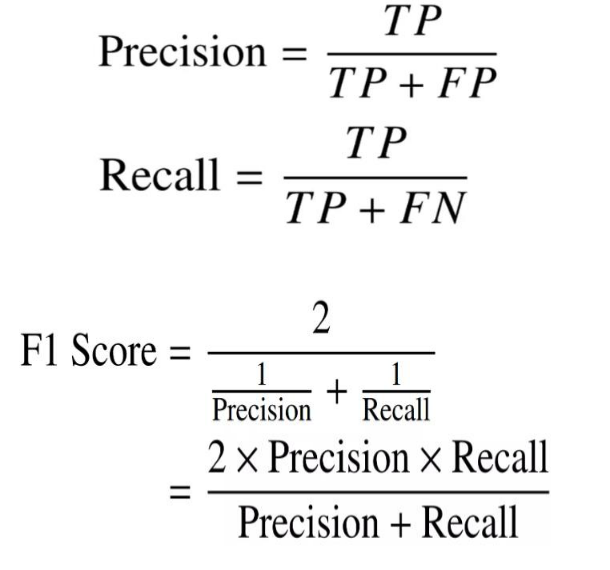 Precision = TP / TP + FP
Recall = TP / TP + FN
F1 Score = 2 / 1 / Precision + 1 / Recall
= 2 × Precision × Recall / Precision + Recall